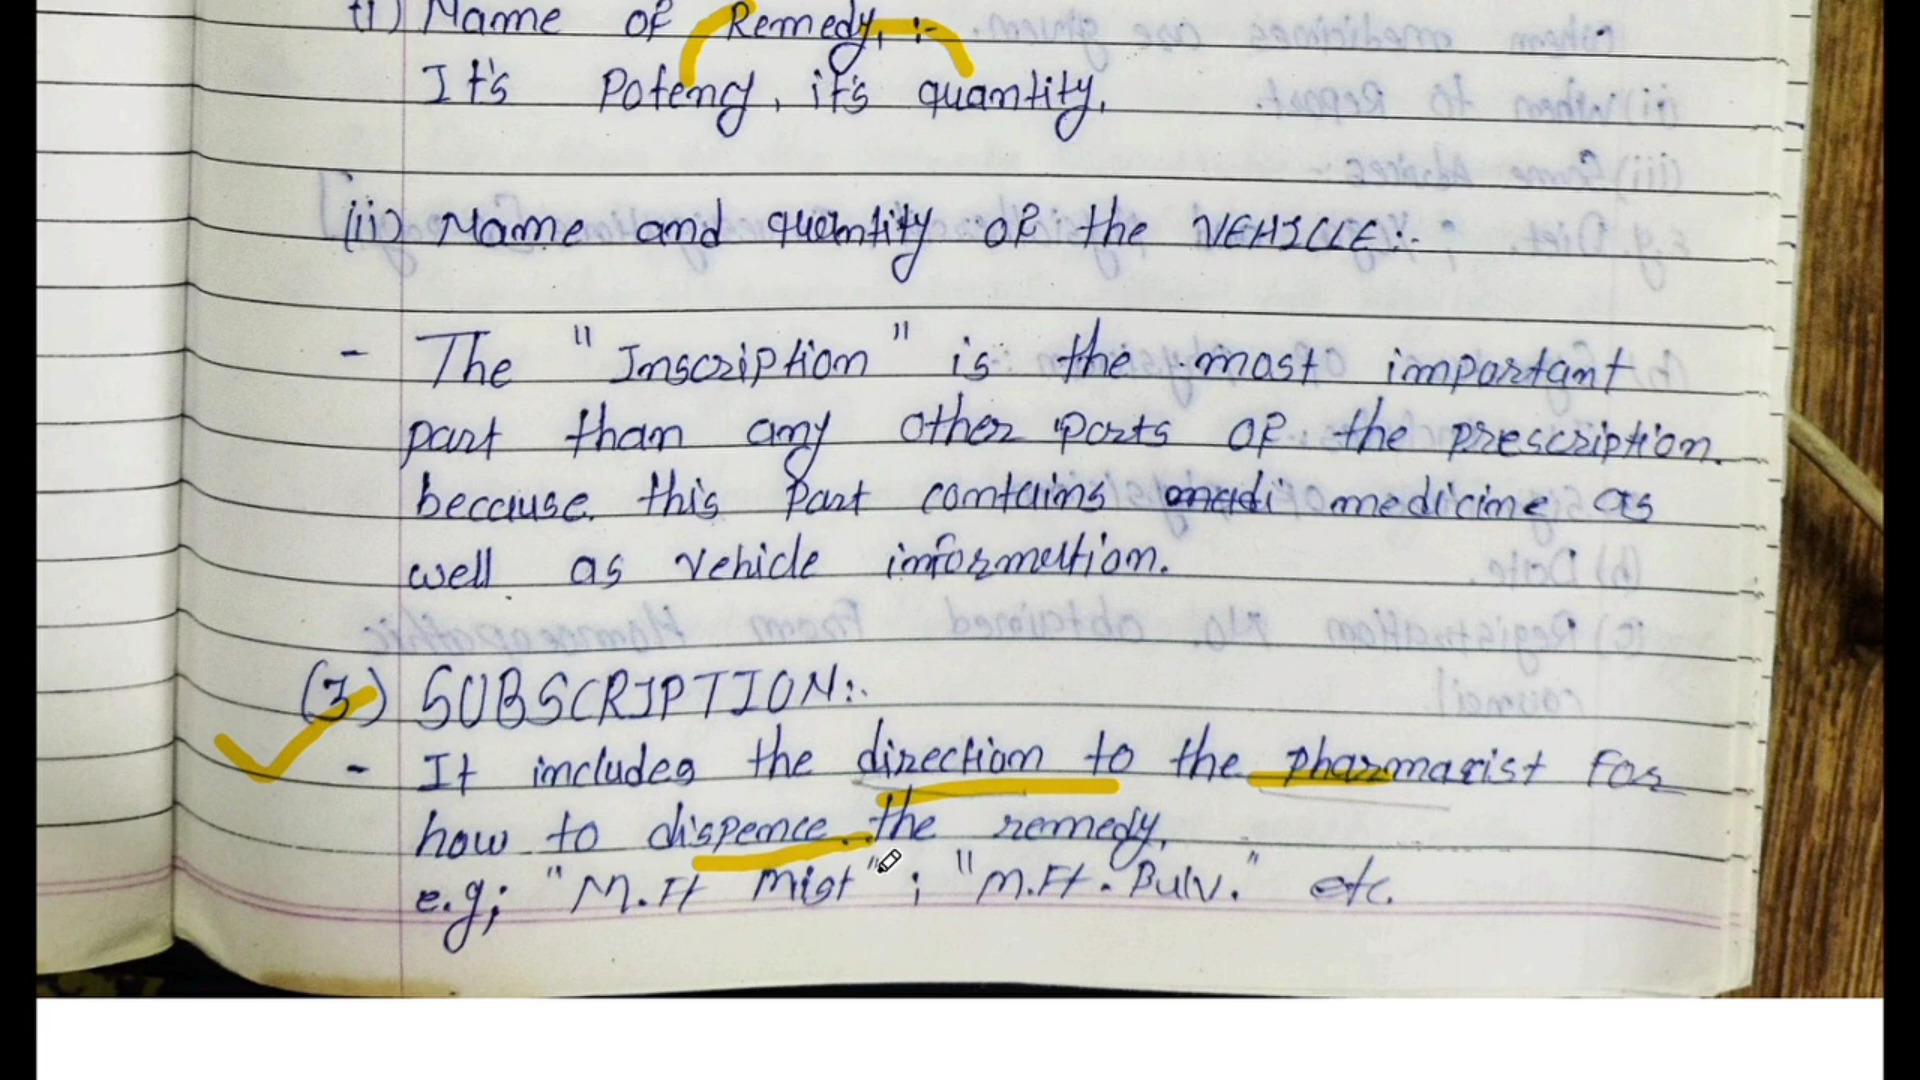 (i) Name of Remedy, :-
It's Potency, it's quantity.
(ii) Name and quantity of the VEHICLE:-
- The "Inscription" is the most important
part than any other parts of the prescription.
because this part contains medicine as
well as vehicle information.
(3) SUBSCRIPTION:-
- It includes the direction to the pharmacist for
how to dispence the remedy.
e.g; "M.Ft Mist"; "M.Ft. Pulv." etc.